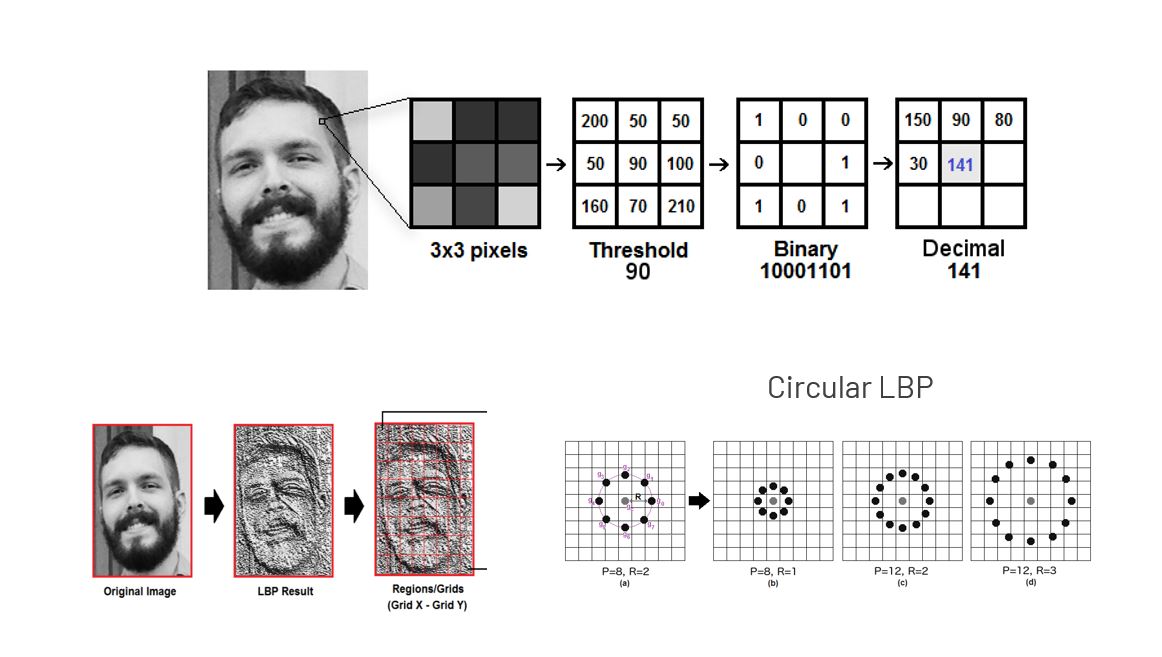 200 50 50
50 90 100
160 70 210
1 0 0
0 1
1 0 1
150 90 80
30 141
3x3 pixels
Threshold
90
Binary
10001101
Decimal
141
Circular LBP
Original Image
LBP Result
Regions/Grids
(Grid X - Grid Y)
R
P=8, R=2
(a)
P=8, R=1
(b)
P=12, R=2
(c)
P=12, R=3
(d)